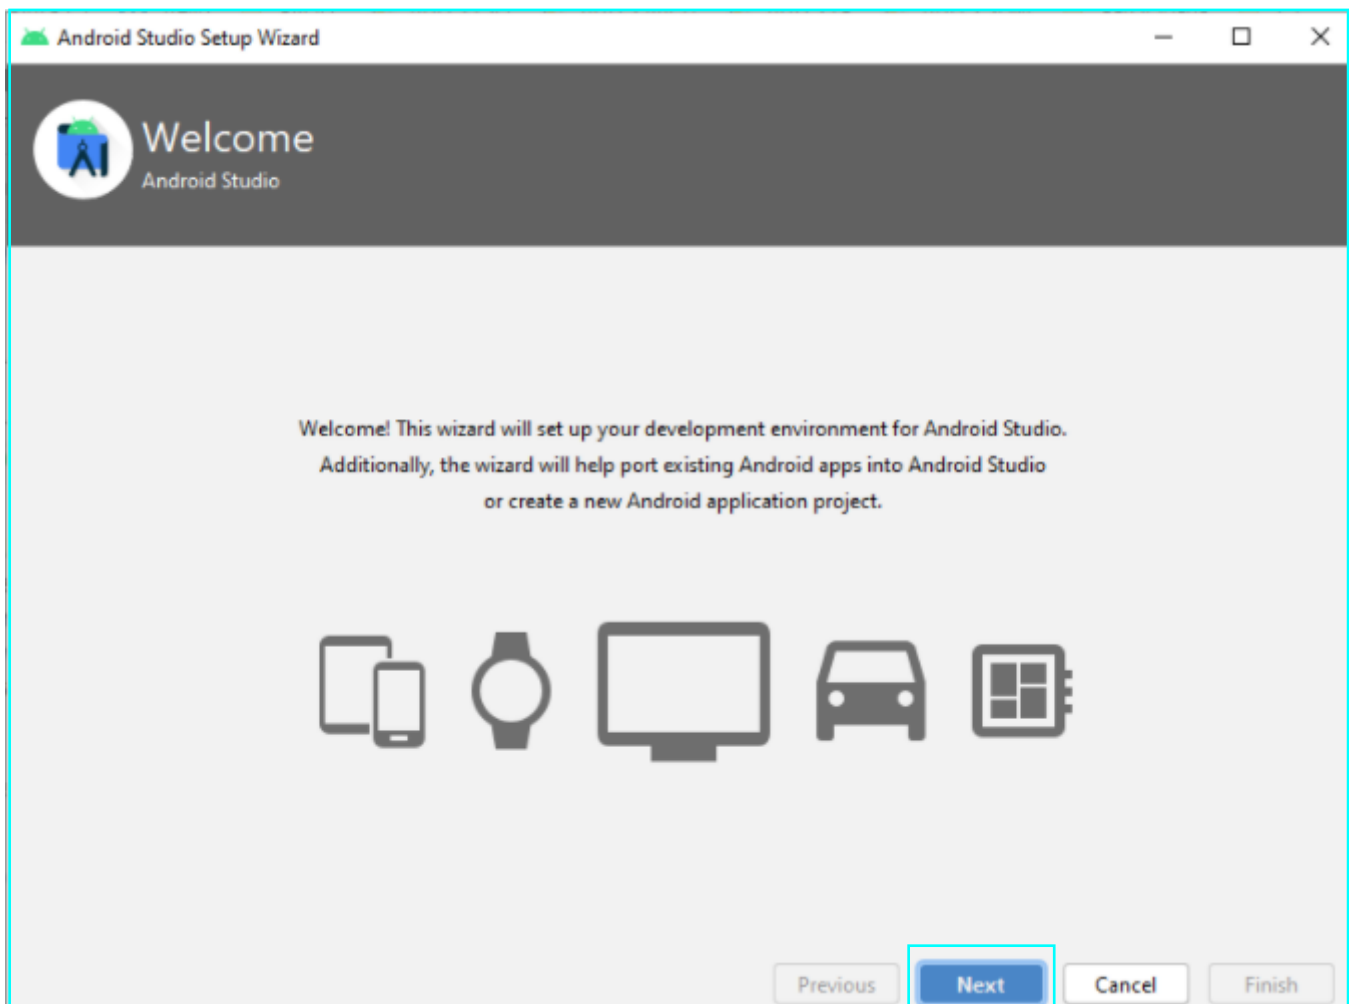 Android Studio Setup Wizard
Welcome
Android Studio
Welcome! This wizard will set up your development environment for Android Studio.
Additionally, the wizard will help port existing Android apps into Android Studio
or create a new Android application project.
Previous Next Cancel Finish